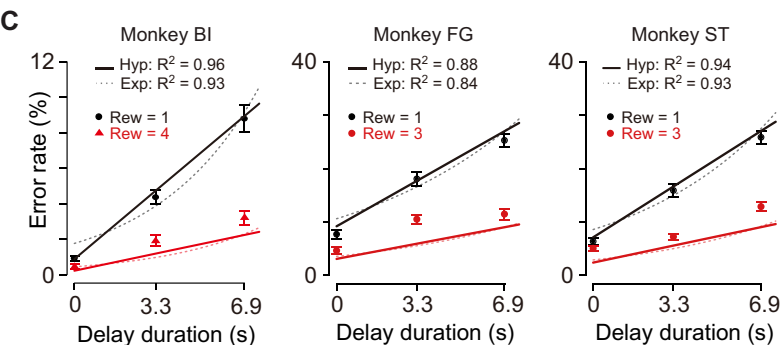 C
Monkey BI
12
Hyp: R² = 0.96
Exp: R² = 0.93
Rew = 1
Rew = 4
Error rate (%)
0
0
3.3
6.9
Delay duration (s)
Monkey FG
40
Hyp: R² = 0.88
Exp: R² = 0.84
Rew = 1
Rew = 3
0
0
3.3
6.9
Delay duration (s)
Monkey ST
40
Hyp: R² = 0.94
Exp: R² = 0.93
Rew = 1
Rew = 3
0
0
3.3
6.9
Delay duration (s)